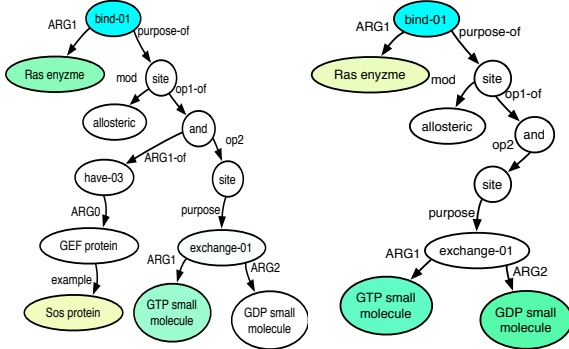 bind-01
ARG1
purpose-of
Ras enyzme
mod
site
op1-of
allosteric
and
ARG1-of
op2
have-03
site
ARG0
purpose
GEF protein
exchange-01
example
ARG1
ARG2
Sos protein
GTP small
molecule
GDP small
molecule
bind-01
ARG1
purpose-of
Ras enyzme
mod
site
op1-of
allosteric
and
op2
site
purpose
exchange-01
ARG1
ARG2
GTP small
molecule
GDP small
molecule